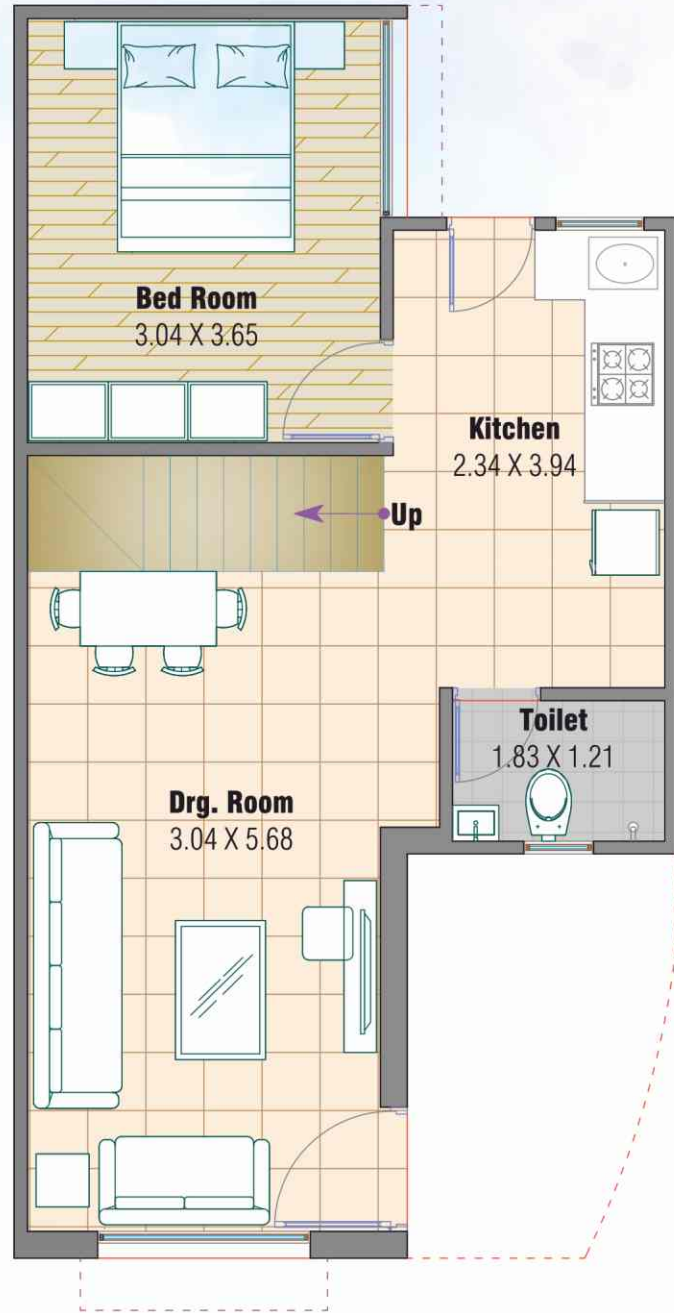 Bed Room
3.04 X 3.65
Kitchen
2.34 X 3.94
Up
Toilet
1.83 X 1.21
Drg. Room
3.04 X 5.68